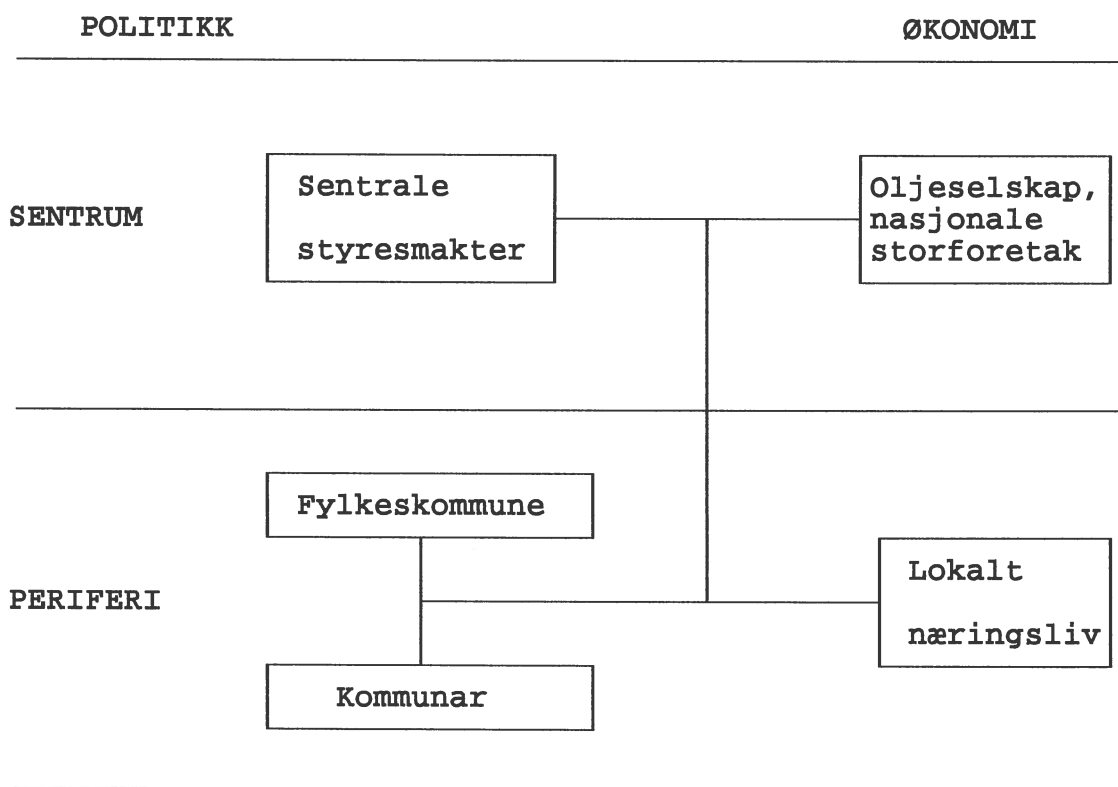 POLITIKK
ØKONOMI
SENTRUM
Sentrale
styresmakter
Oljeselskap,
nasjonale
storforetak
Fylkeskommune
PERIFERI
Lokalt
næringsliv
Kommunar